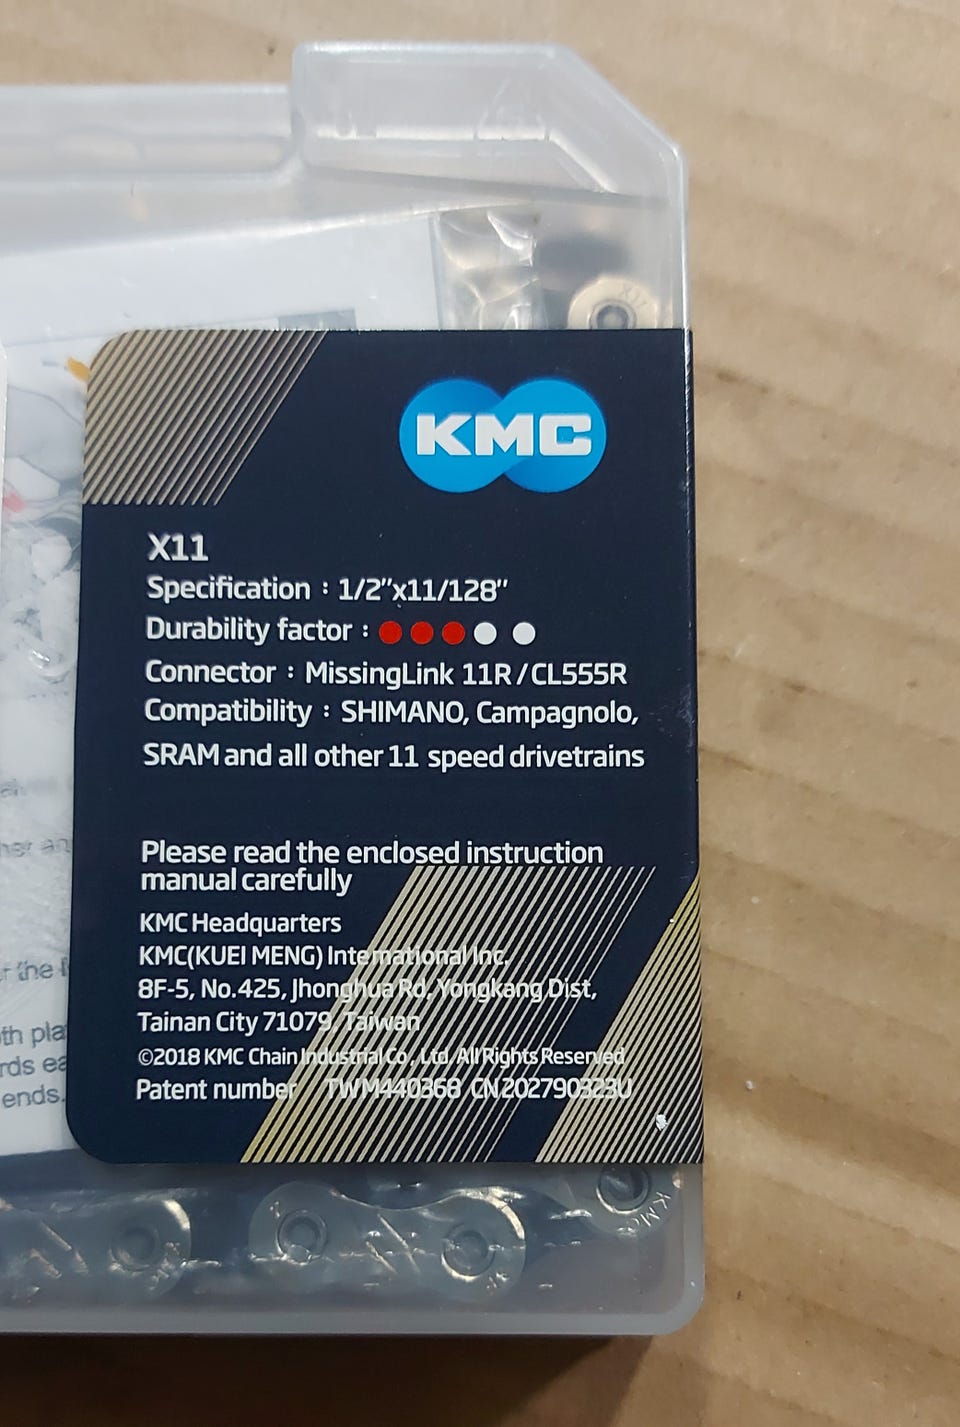 KMC
X11
Specification : 1/2"x11/128"
Durability factor :
Connector : MissingLink 11R/CL555R
Compatibility : SHIMANO, Campagnolo,
SRAM and all other 11 speed drivetrains
Please read the enclosed instruction
manual carefully
KMC Headquarters
KMC(KUEI MENG) International Inc.
8F-5, No.425, Jhonghua Rd, Yongkang Dist,
Tainan City 71079, Taiwan
©2018 KMC Chain Industrial Co., Ltd. All Rights Reserved
Patent number TWM440368 CN202790323U
r the
ends.
KMC